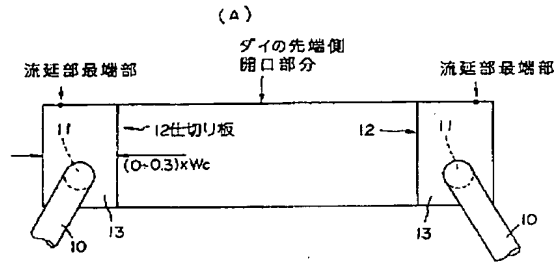 (A)
ダイの先端側
開口部分
流延部最端部
流延部最端部
11
12仕切り板
12
11
(0~0.3)×Wc
10
13
13
10